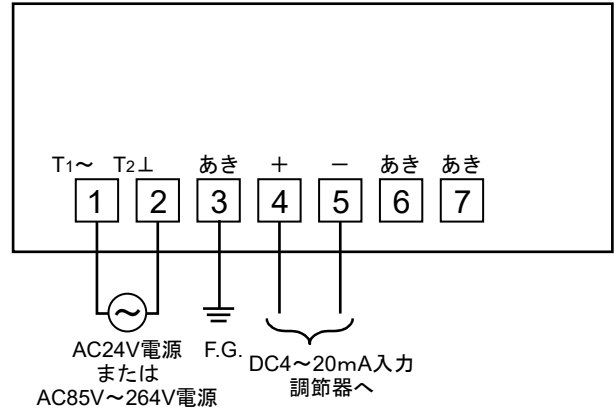 T1～ T2⊥ あき ＋ － あき あき
1 2 3 4 5 6 7
AC24V電源
または
AC85V～264V電源
F.G.
DC4～20mA入力
調節器へ